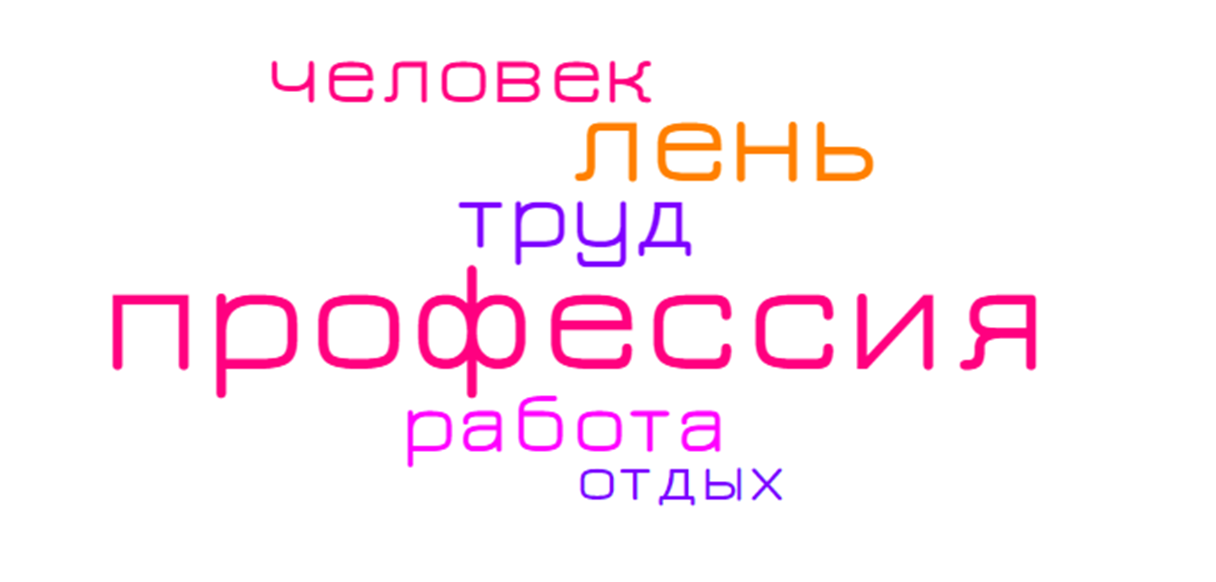 человек
лень
труд
профессия
работа
отдых